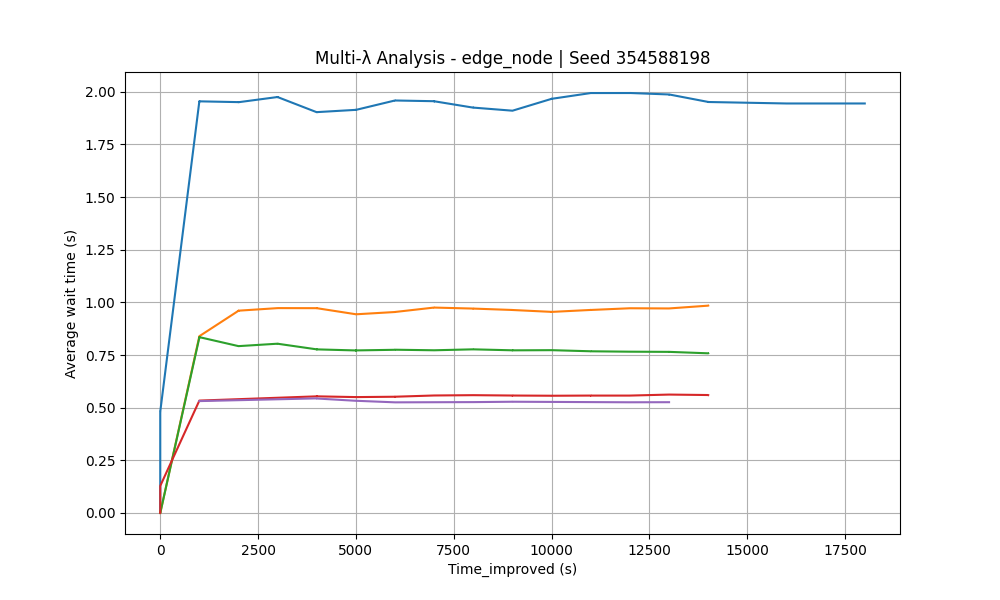 Multi-λ Analysis - edge_node | Seed 354588198
2.00
1.75
1.50
1.25
1.00
0.75
0.50
0.25
0.00
Average wait time (s)
0 2500 5000 7500 10000 12500 15000 17500
Time_improved (s)